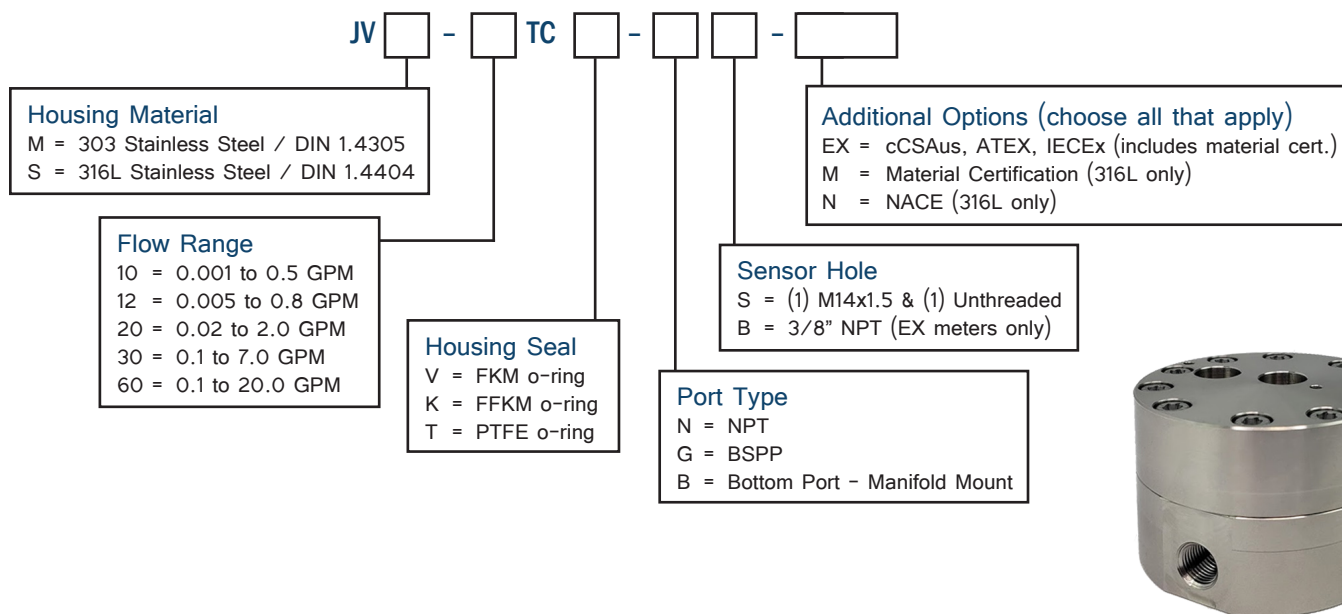 JV - TC - -
Housing Material
M = 303 Stainless Steel / DIN 1.4305
S = 316L Stainless Steel / DIN 1.4404
Flow Range
10 = 0.001 to 0.5 GPM
12 = 0.005 to 0.8 GPM
20 = 0.02 to 2.0 GPM
30 = 0.1 to 7.0 GPM
60 = 0.1 to 20.0 GPM
Housing Seal
V = FKM o-ring
K = FFKM o-ring
T = PTFE o-ring
Port Type
N = NPT
G = BSPP
B = Bottom Port - Manifold Mount
Sensor Hole
S = (1) M14x1.5 & (1) Unthreaded
B = 3/8" NPT (EX meters only)
Additional Options (choose all that apply)
EX = cCSAus, ATEX, IECEx (includes material cert.)
M = Material Certification (316L only)
N = NACE (316L only)